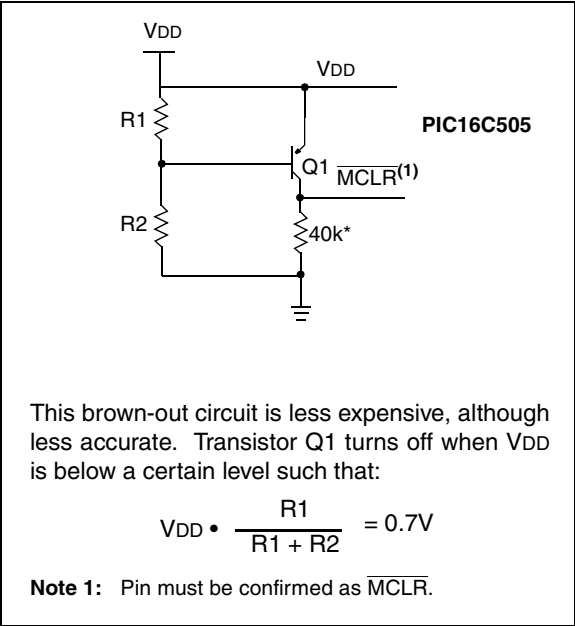 VDD
VDD
R1
PIC16C505
Q1
MCLR(1)
R2
40k*
This brown-out circuit is less expensive, although
less accurate. Transistor Q1 turns off when VDD
is below a certain level such that:
VDD • R1 / R1 + R2 = 0.7V
Note 1: Pin must be confirmed as MCLR.